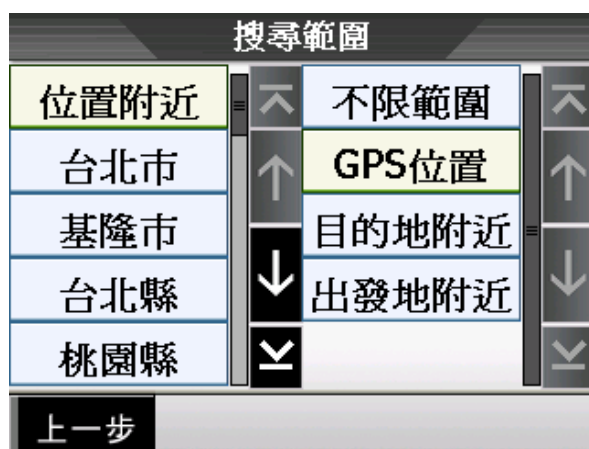 搜尋範圍
位置附近
台北市
基隆市
台北縣
桃園縣
不限範圍
GPS位置
目的地附近
出發地附近
上一步